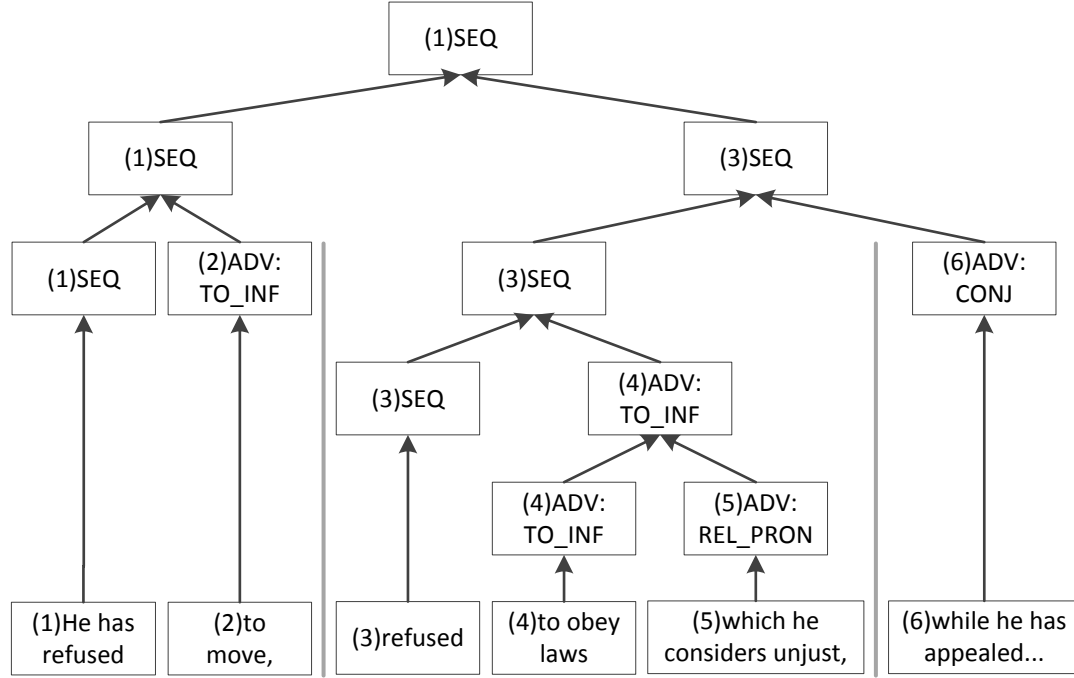 (1)SEQ
(1)SEQ
(3)SEQ
(1)SEQ
(2)ADV:
TO_INF
(3)SEQ
(6)ADV:
CONJ
(3)SEQ
(4)ADV:
TO_INF
(4)ADV:
TO_INF
(5)ADV:
REL_PRON
(1)He has
refused
(2)to
move,
(3)refused
(4)to obey
laws
(5)which he
considers unjust,
(6)while he has
appealed...